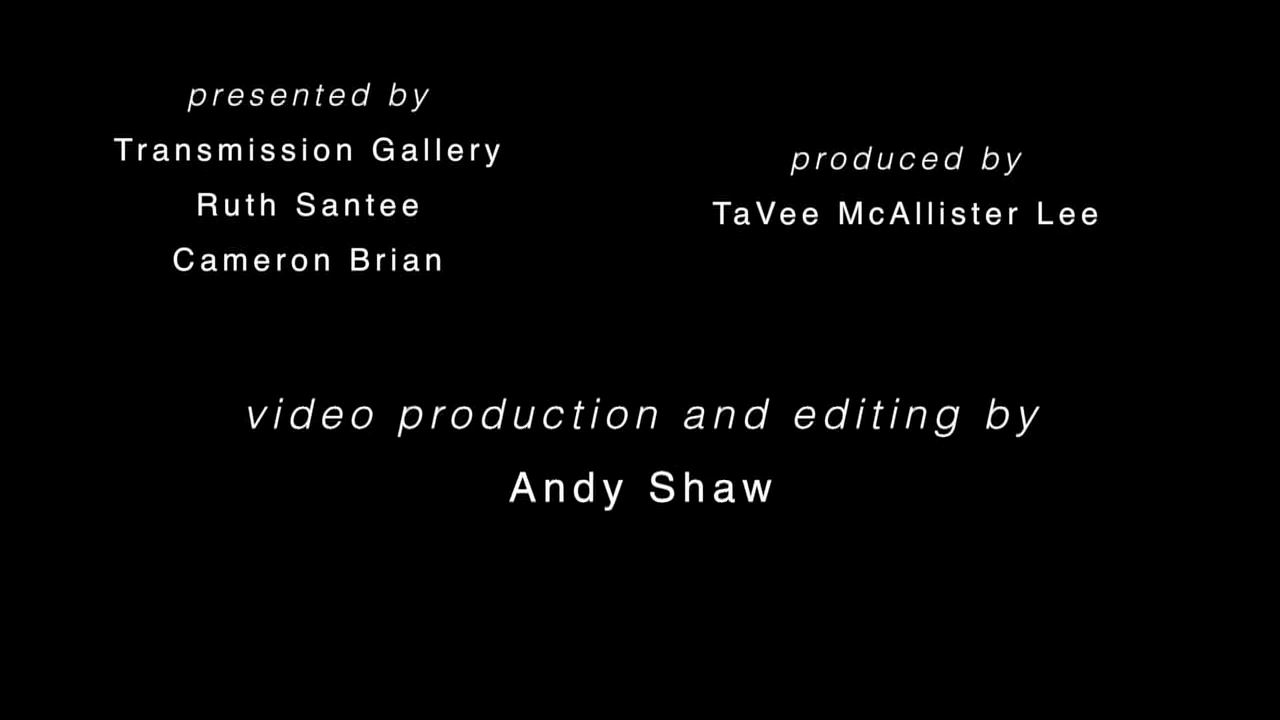 presented by
Transmission Gallery
Ruth Santee
Cameron Brian
produced by
TaVee McAllister Lee
video production and editing by
Andy Shaw